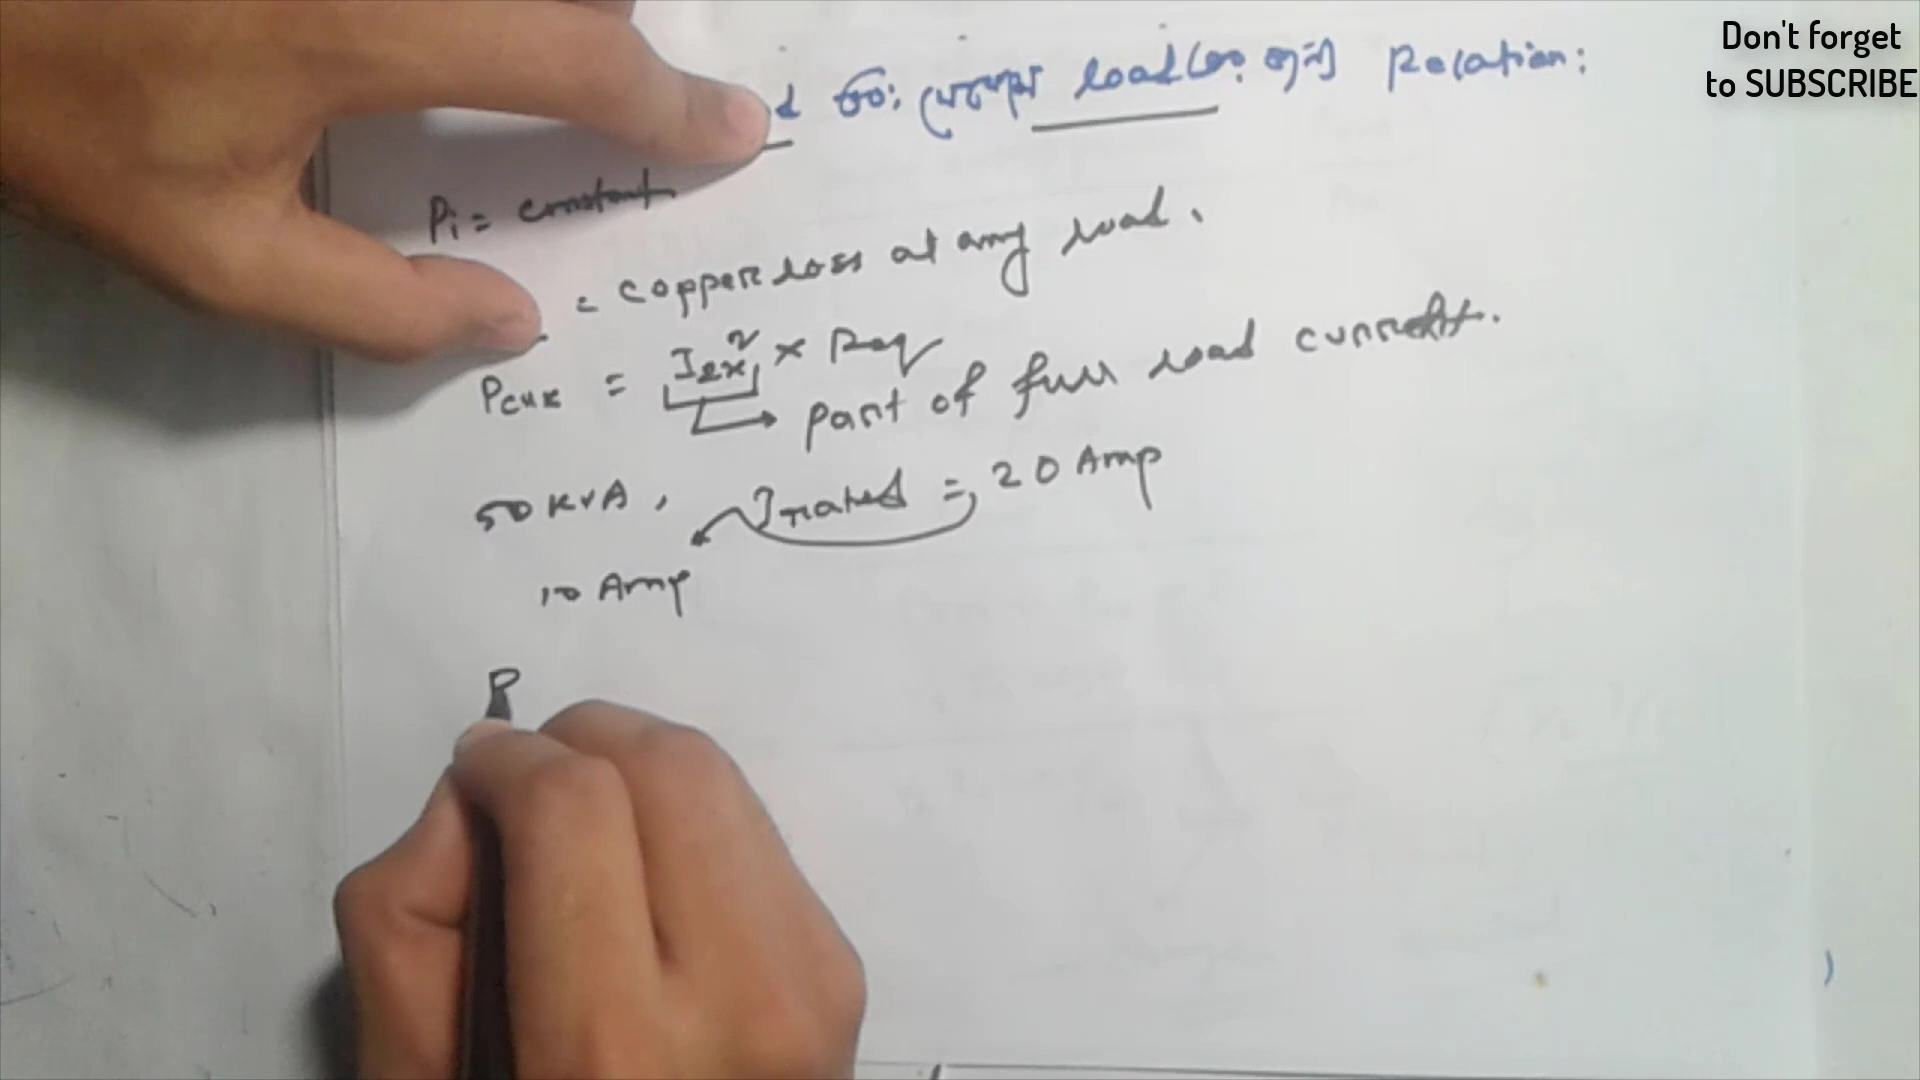 Don't forget
to SUBSCRIBE
load Relation:
Pi = constant
= copper loss at any load.
Pcux = I2x² × Req
part of full load current.
50 KVA, Irated = 20 Amp
10 Amp
P